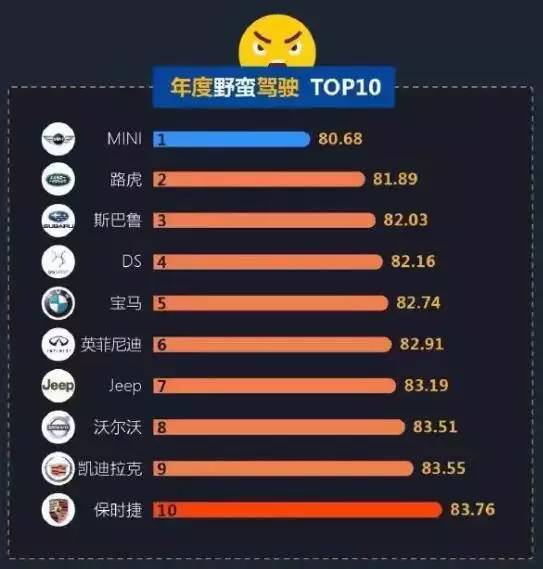 年度野蛮驾驶 TOP10
MINI 1 80.68
路虎 2 81.89
SUBARU 斯巴鲁 3 82.03
DS 4 82.16
宝马 5 82.74
INFINITI 英菲尼迪 6 82.91
Jeep Jeep 7 83.19
沃尔沃 8 83.51
凯迪拉克 9 83.55
保时捷 10 83.76